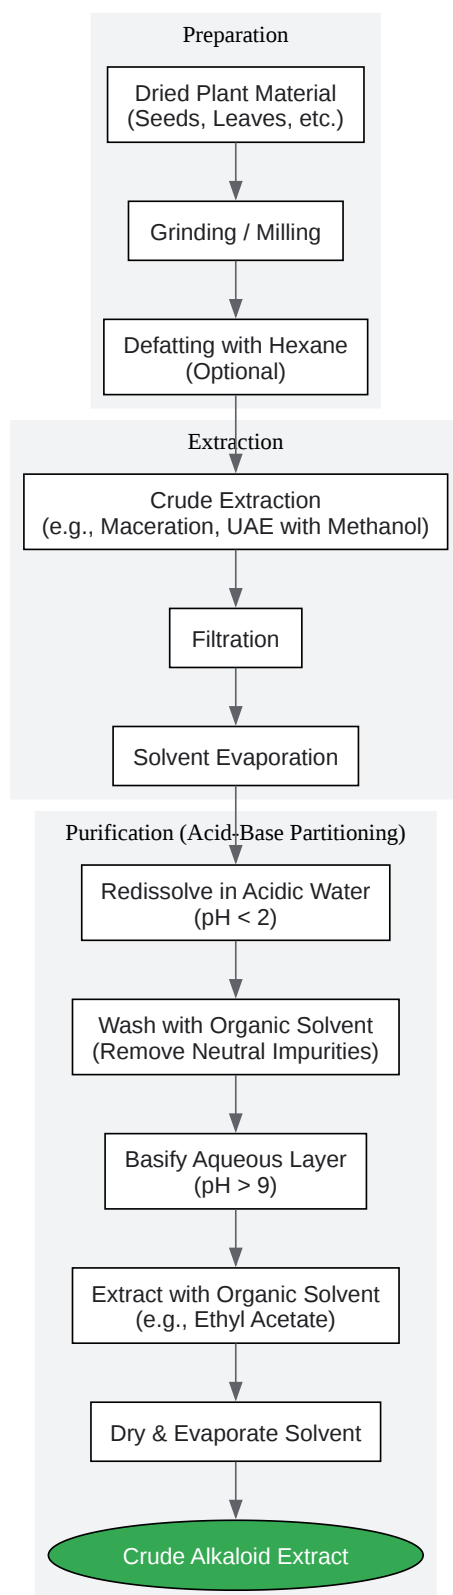 Preparation
Dried Plant Material
(Seeds, Leaves, etc.)
Grinding / Milling
Defatting with Hexane
(Optional)
Extraction
Crude Extraction
(e.g., Maceration, UAE with Methanol)
Filtration
Solvent Evaporation
Purification (Acid-Base Partitioning)
Redissolve in Acidic Water
(pH < 2)
Wash with Organic Solvent
(Remove Neutral Impurities)
Basify Aqueous Layer
(pH > 9)
Extract with Organic Solvent
(e.g., Ethyl Acetate)
Dry & Evaporate Solvent
Crude Alkaloid Extract